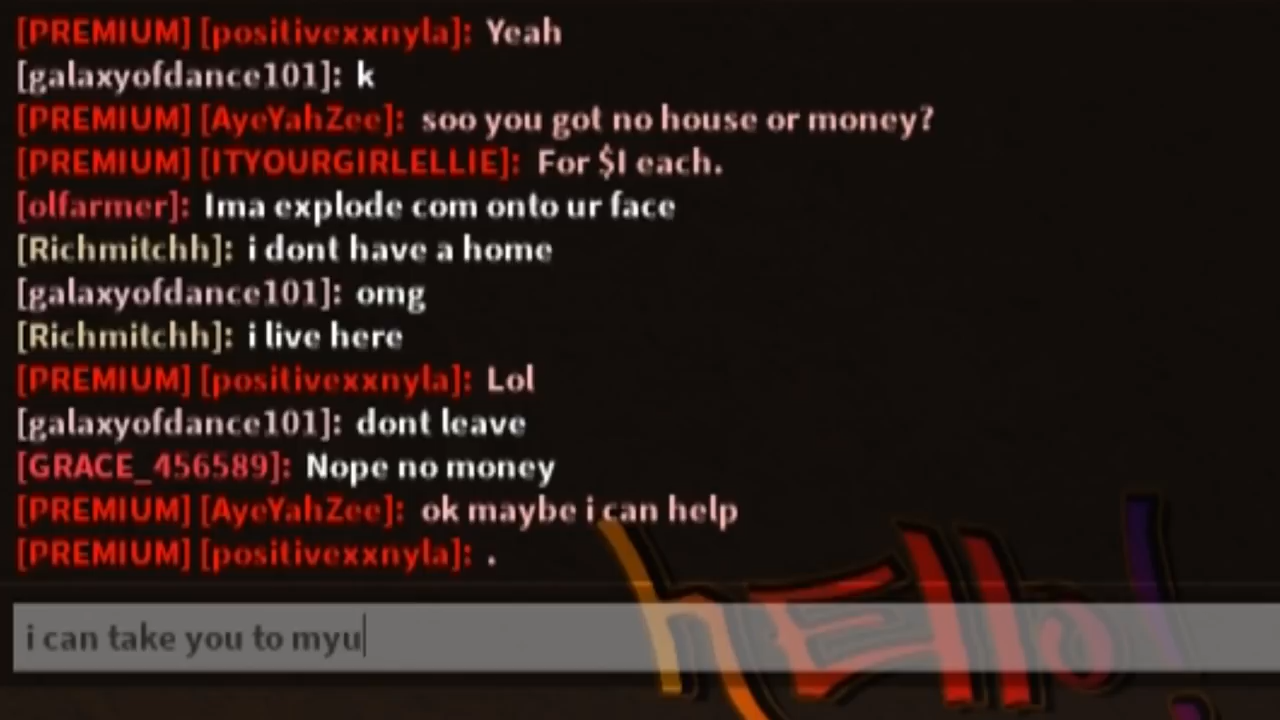 [PREMIUM] [positivexxnyla]: Yeah
[galaxyofdance101]: k
[PREMIUM] [AyeYahZee]: soo you got no house or money?
[PREMIUM] [ITYOURGIRLELLIE]: For $1 each.
[olfarmer]: Ima explode com onto ur face
[Richmitchh]: i dont have a home
[galaxyofdance101]: omg
[Richmitchh]: i live here
[PREMIUM] [positivexxnyla]: Lol
[galaxyofdance101]: dont leave
[GRACE_456589]: Nope no money
[PREMIUM] [AyeYahZee]: ok maybe i can help
[PREMIUM] [positivexxnyla]: .
hello!
i can take you to myu